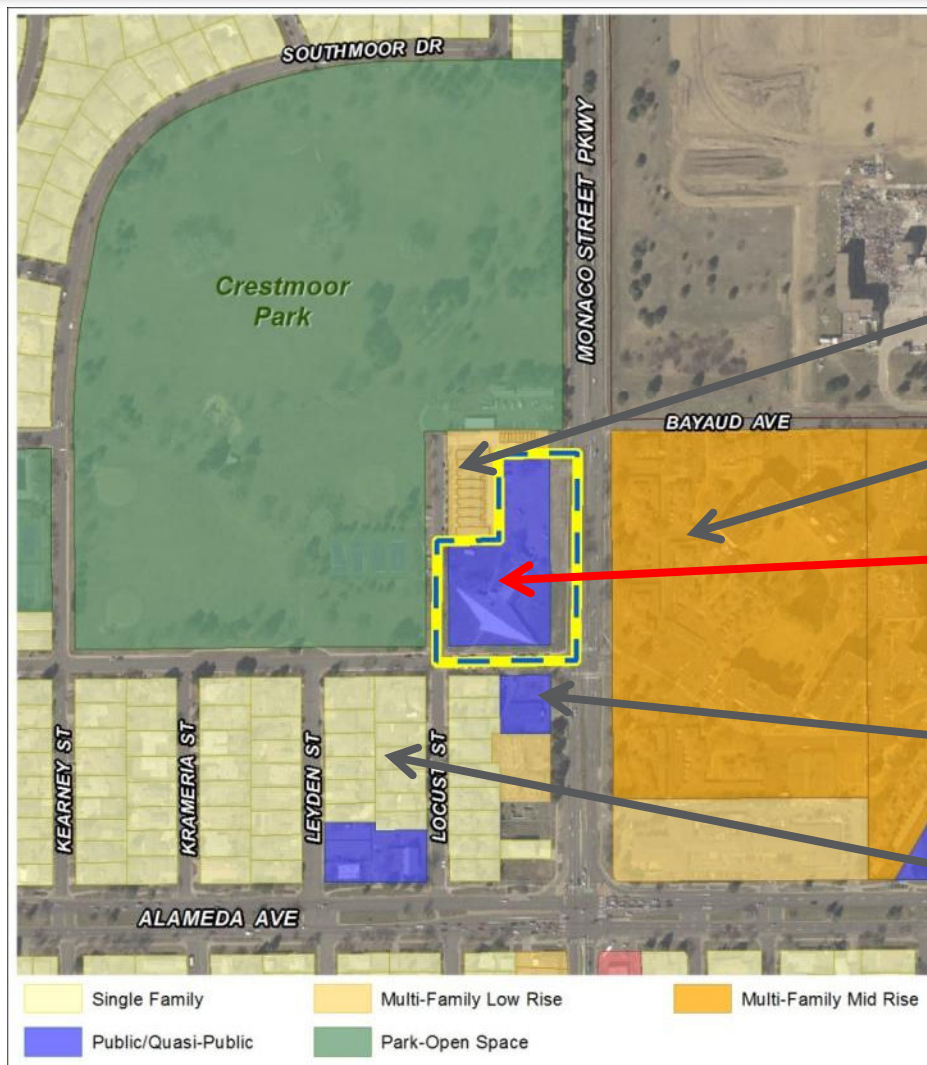 SOUTHMOOR DR
MONACO STREET PKWY
Crestmoor
Park
BAYAUD AVE
KEARNEY ST
KRAMERIA ST
LEYDEN ST
LOCUST ST
ALAMEDA AVE
Single Family
Multi-Family Low Rise
Multi-Family Mid Rise
Public/Quasi-Public
Park-Open Space